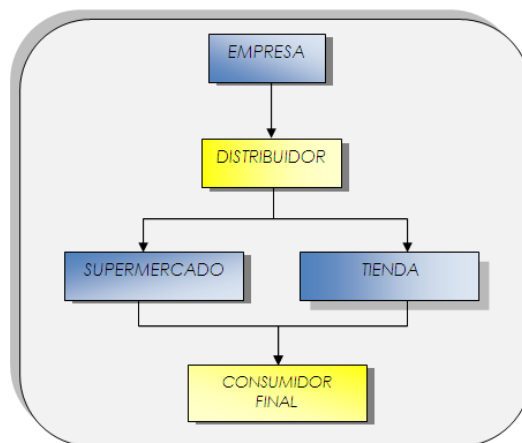 EMPRESA
DISTRIBUIDOR
SUPERMERCADO
TIENDA
CONSUMIDOR
FINAL